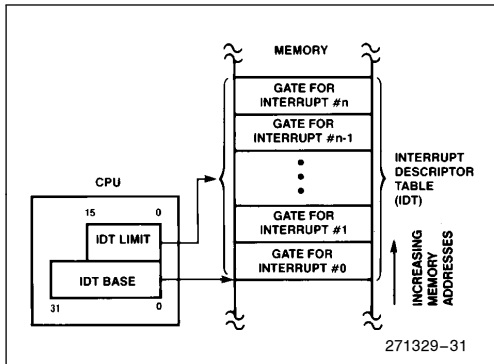 MEMORY
GATE FOR
INTERRUPT #n
GATE FOR
INTERRUPT #n-1
CPU
15 0
IDT LIMIT
IDT BASE
31 0
GATE FOR
INTERRUPT #1
GATE FOR
INTERRUPT #0
INTERRUPT
DESCRIPTOR
TABLE
(IDT)
INCREASING
MEMORY
ADDRESSES
271329–31